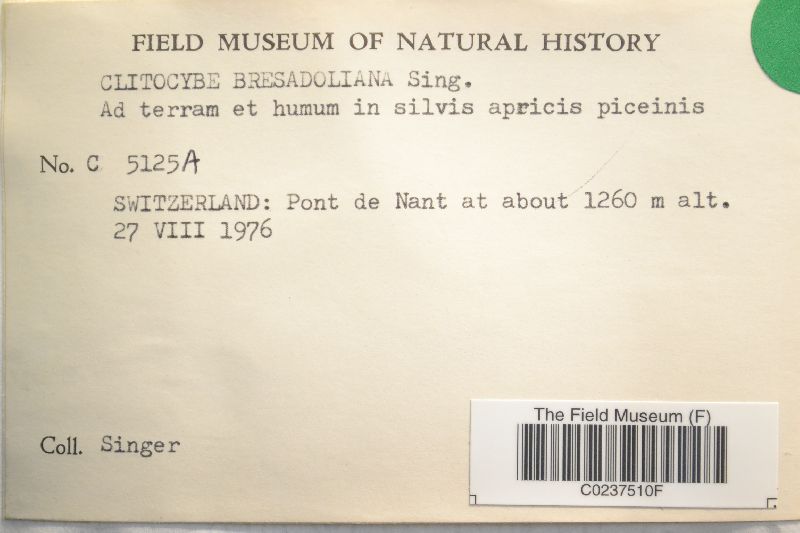 FIELD MUSEUM OF NATURAL HISTORY
CLITOCYBE BRESADOLIANA Sing.
Ad terram et humum in silvis apricis piceinis
No. C 5125A
SWITZERLAND: Pont de Nant at about 1260 m alt.
27 VIII 1976
Coll. Singer
The Field Museum (F)
C0237510F